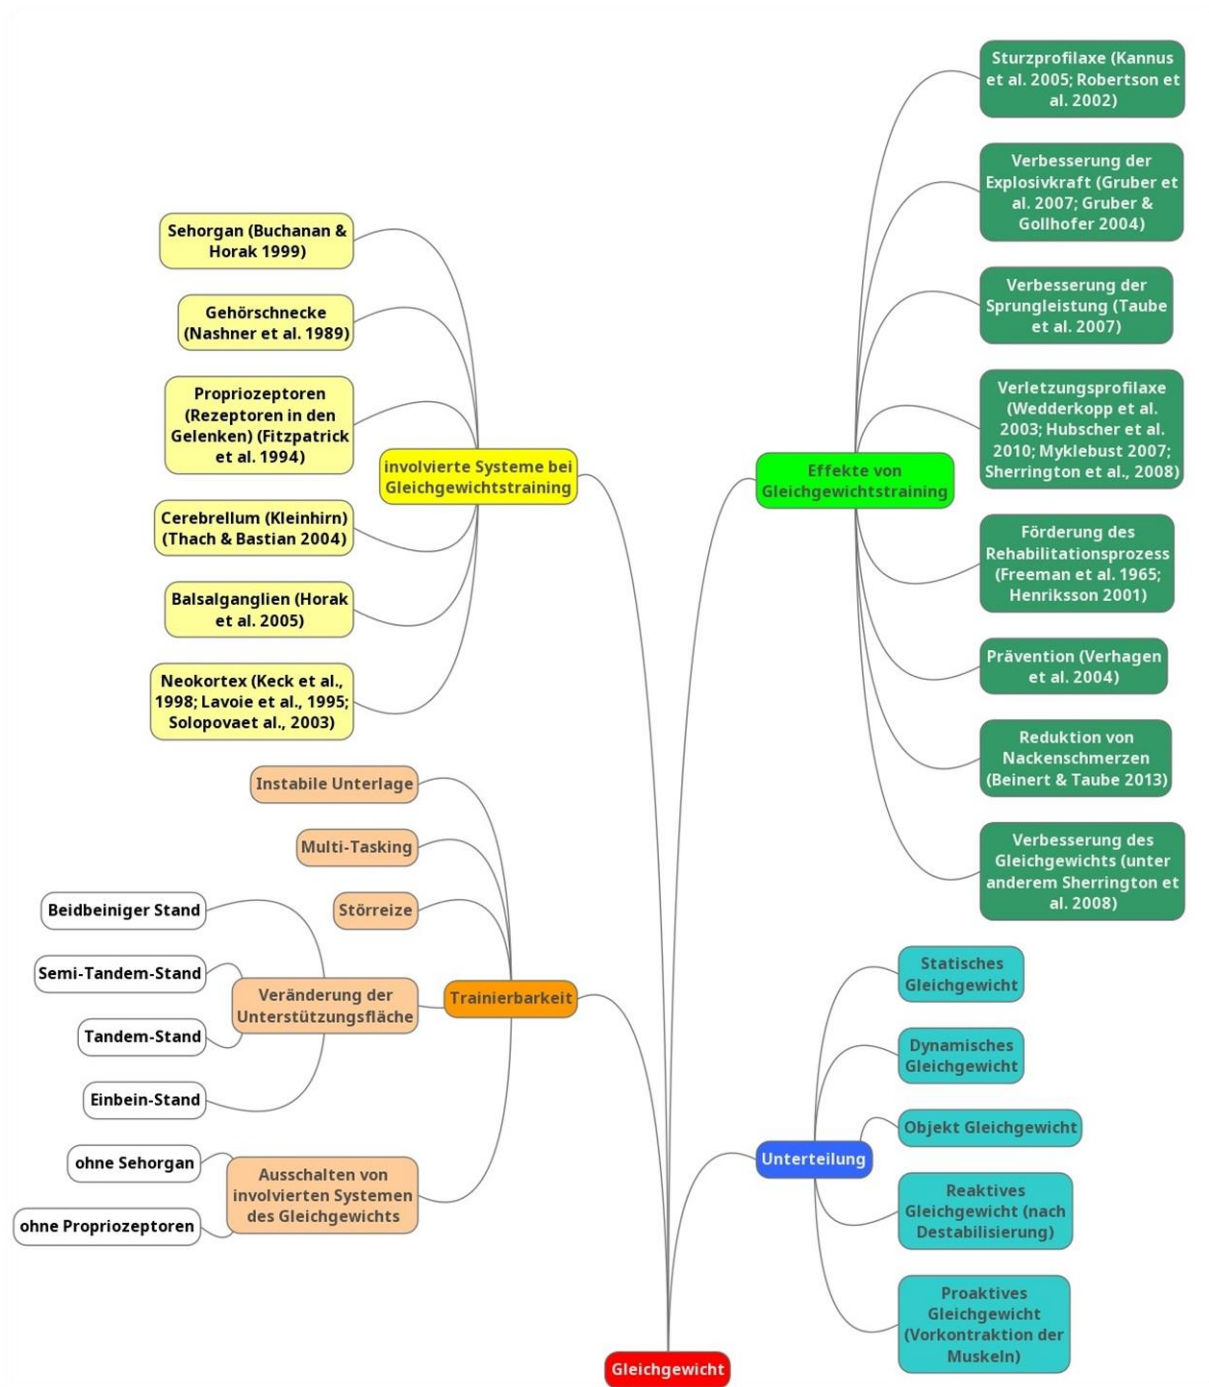 Sehorgan (Buchanan &
Horak 1999)
Gehörschnecke
(Nashner et al. 1989)
Propriozeptoren
(Rezeptoren in den
Gelenken) (Fitzpatrick
et al. 1994)
Cerebrellum (Kleinhirn)
(Thach & Bastian 2004)
Balsalganglien (Horak
et al. 2005)
Neokortex (Keck et al.,
1998; Lavoie et al., 1995;
Solopovaet al., 2003)
involvierte Systeme bei
Gleichgewichtstraining
Instabile Unterlage
Multi-Tasking
Störreize
Beidbeiniger Stand
Semi-Tandem-Stand
Tandem-Stand
Einbein-Stand
Veränderung der
Unterstützungsfläche
ohne Sehorgan
ohne Propriozeptoren
Ausschalten von
involvierten Systemen
des Gleichgewichts
Trainierbarkeit
Sturzprofilaxe (Kannus
et al. 2005; Robertson et
al. 2002)
Verbesserung der
Explosivkraft (Gruber et
al. 2007; Gruber &
Gollhofer 2004)
Verbesserung der
Sprungleistung (Taube
et al. 2007)
Verletzungsprofilaxe
(Wedderkopp et al.
2003; Hubscher et al.
2010; Myklebust 2007;
Sherrington et al., 2008)
Förderung des
Rehabilitationsprozess
(Freeman et al. 1965;
Henriksson 2001)
Prävention (Verhagen
et al. 2004)
Reduktion von
Nackenschmerzen
(Beinert & Taube 2013)
Verbesserung des
Gleichgewichts (unter
anderem Sherrington et
al. 2008)
Effekte von
Gleichgewichtstraining
Statisches
Gleichgewicht
Dynamisches
Gleichgewicht
Objekt Gleichgewicht
Reaktives
Gleichgewicht (nach
Destabilisierung)
Proaktives
Gleichgewicht
(Vorkontraktion der
Muskeln)
Unterteilung
Gleichgewicht